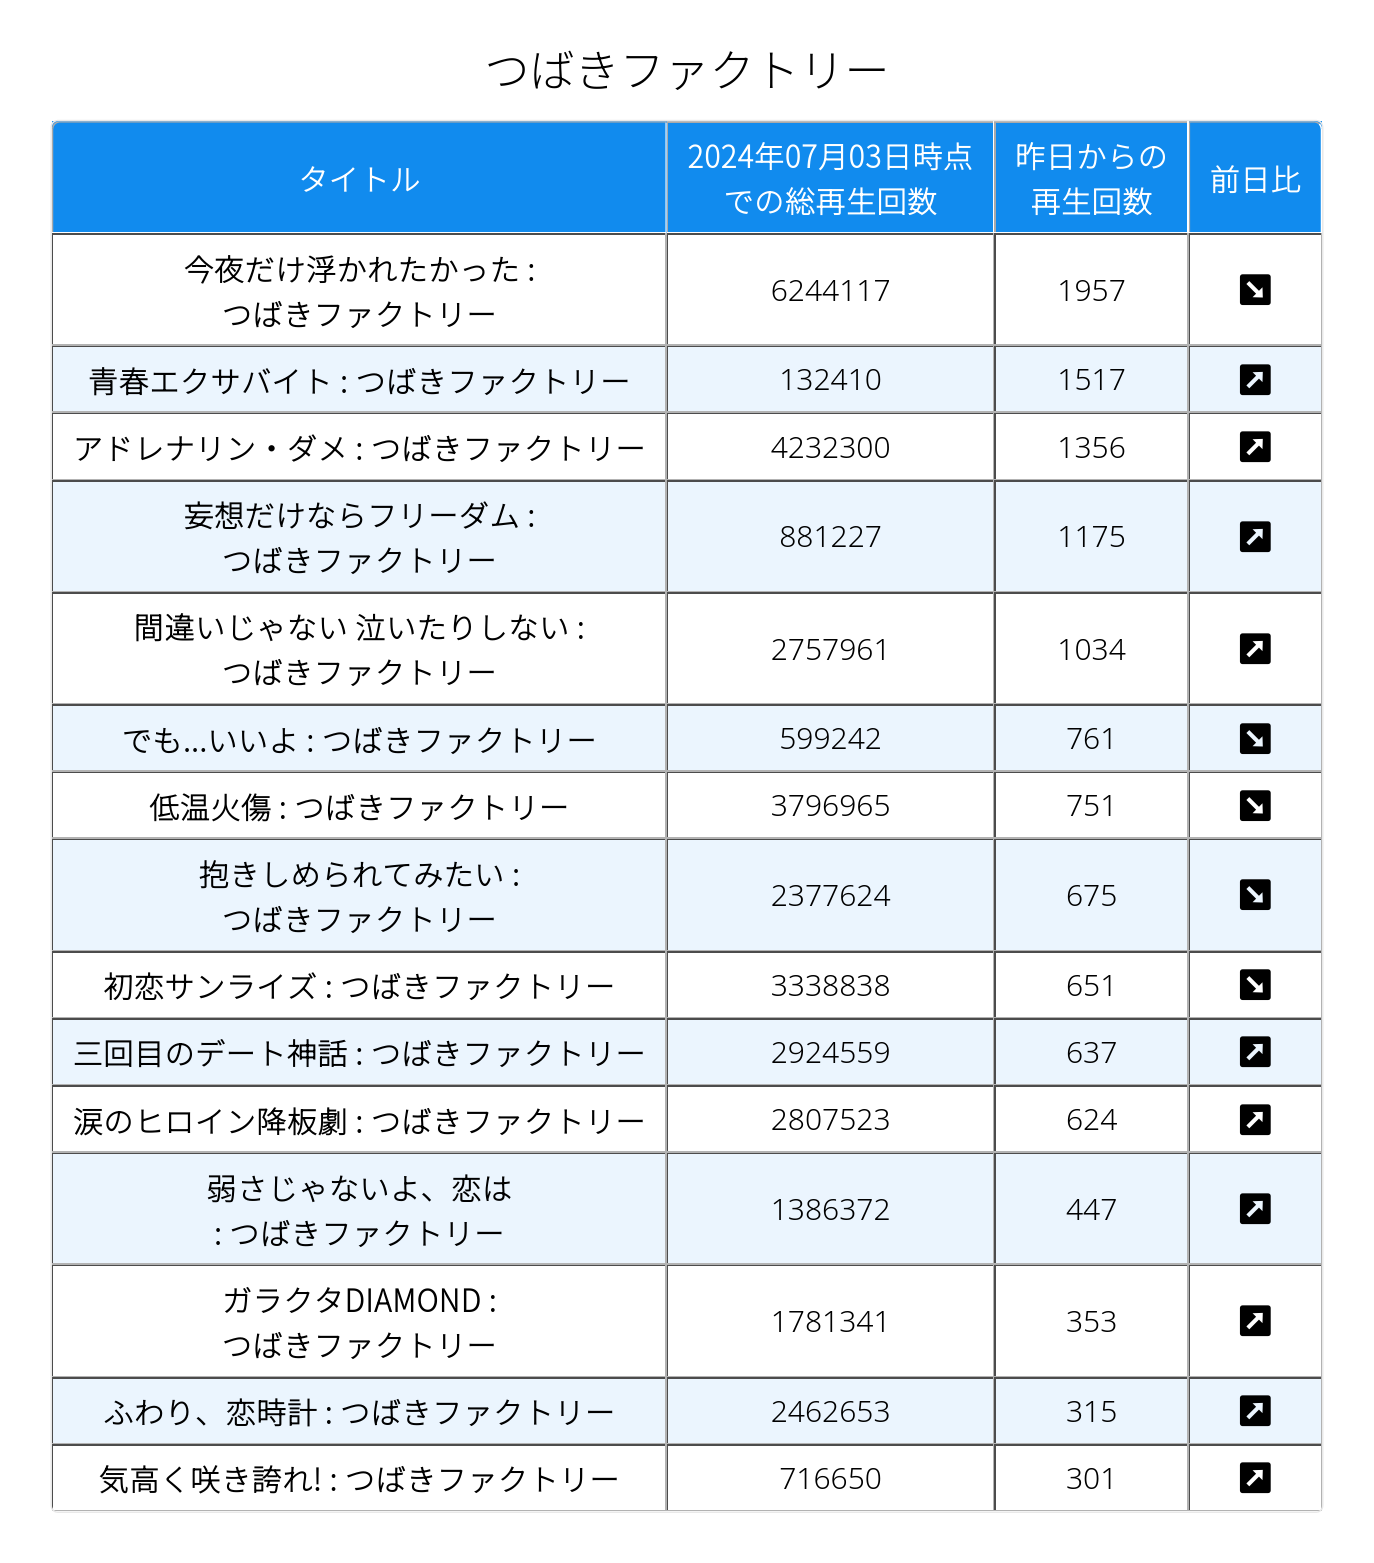 つばきファクトリー
タイトル
2024年07月03日時点
での総再生回数
昨日からの
再生回数
前日比
今夜だけ浮かれたかった :
つばきファクトリー
6244117
1957
青春エクサバイト : つばきファクトリー
132410
1517
アドレナリン・ダメ : つばきファクトリー
4232300
1356
妄想だけならフリーダム :
つばきファクトリー
881227
1175
間違いじゃない 泣いたりしない :
つばきファクトリー
2757961
1034
でも...いいよ : つばきファクトリー
599242
761
低温火傷 : つばきファクトリー
3796965
751
抱きしめられてみたい :
つばきファクトリー
2377624
675
初恋サンライズ : つばきファクトリー
3338838
651
三回目のデート神話 : つばきファクトリー
2924559
637
涙のヒロイン降板劇 : つばきファクトリー
2807523
624
弱さじゃないよ、恋は
: つばきファクトリー
1386372
447
ガラクタDIAMOND :
つばきファクトリー
1781341
353
ふわり、恋時計 : つばきファクトリー
2462653
315
気高く咲き誇れ! : つばきファクトリー
716650
301